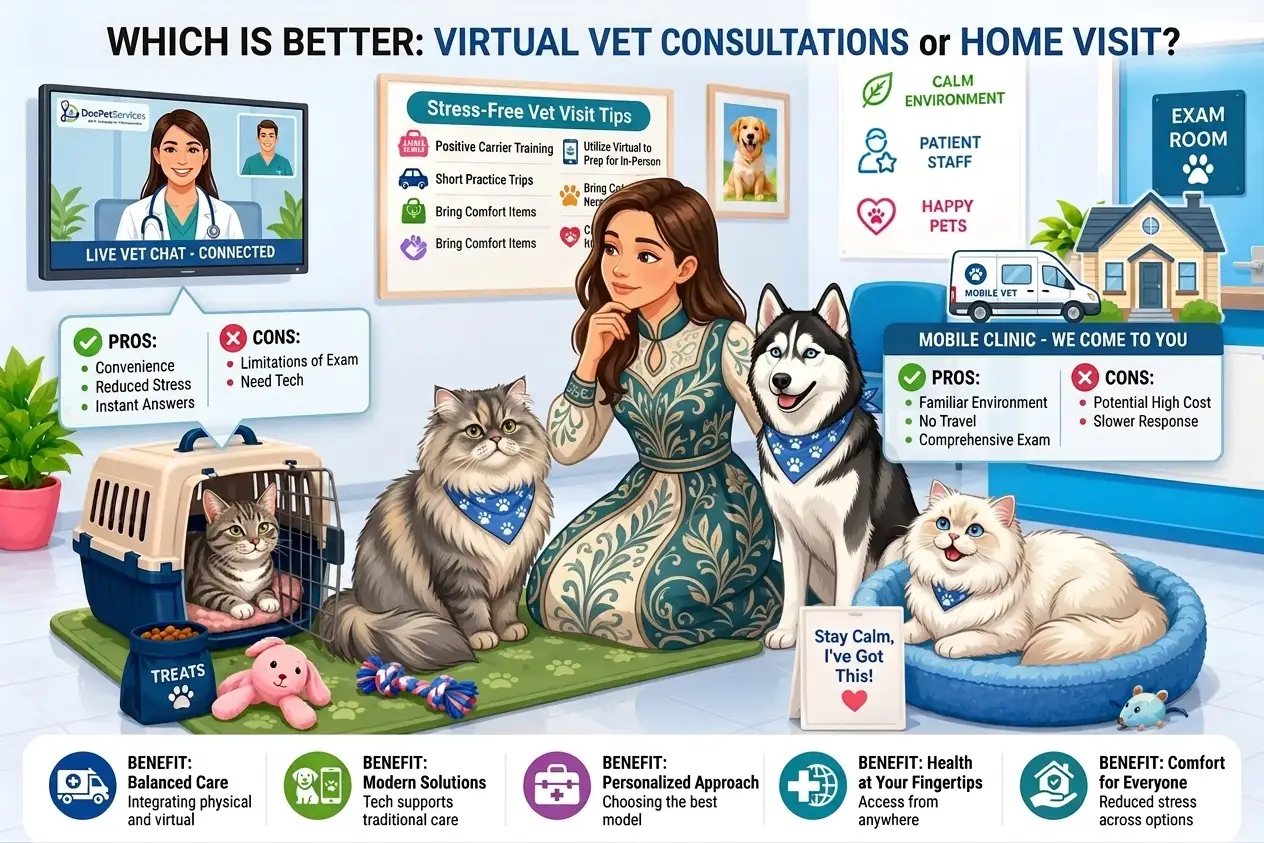 WHICH IS BETTER: VIRTUAL VET CONSULTATIONS or HOME VISIT?
DocPetServices
LIVE VET CHAT - CONNECTED
Stress-Free Vet Visit Tips
Positive Carrier Training
Short Practice Trips
Bring Comfort Items
Bring Comfort Items
Utilize Virtual to
Prep for In-Person
Bring
CALM
ENVIRONMENT
PATIENT
STAFF
HAPPY
PETS
EXAM
ROOM
PROS:
Convenience
Reduced Stress
Instant Answers
CONS:
Limitations of Exam
Need Tech
MOBILE VET
MOBILE CLINIC - WE COME TO YOU
PROS:
Familiar Environment
No Travel
Comprehensive Exam
CONS:
Potential High Cost
Slower Response
TREATS
Stay Calm,
I've Got
This!
BENEFIT:
Balanced Care
Integrating physical
and virtual
BENEFIT:
Modern Solutions
Tech supports
traditional care
BENEFIT:
Personalized Approach
Choosing the best
model
BENEFIT: Health
at Your Fingertips
Access from
anywhere
BENEFIT: Comfort
for Everyone
Reduced stress
across options